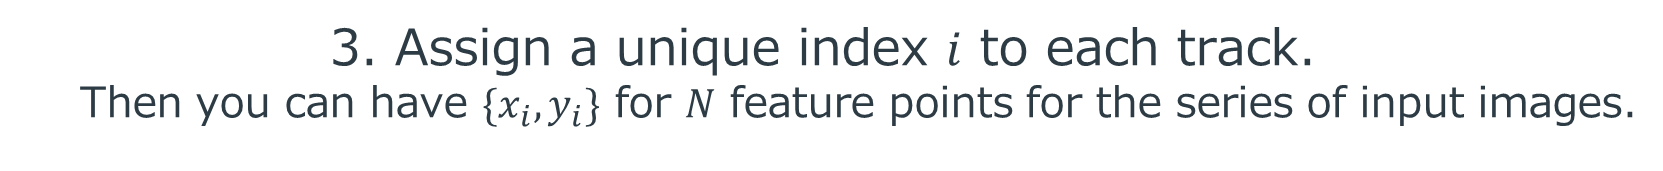 3. Assign a unique index i to each track.
Then you can have {xᵢ,yᵢ} for N feature points for the series of input images.